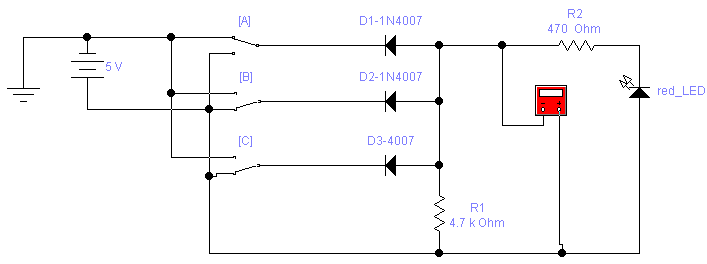 [A]
D1-1N4007
R2
470 Ohm
5 V
[B]
D2-1N4007
red_LED
[C]
D3-4007
R1
4.7 k Ohm